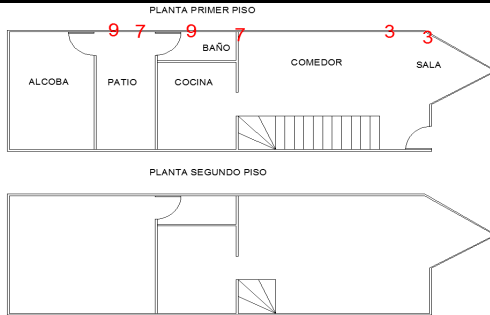 PLANTA PRIMER PISO
9 7 9 7 3 3
BAÑO
COMEDOR SALA
ALCOBA PATIO COCINA
PLANTA SEGUNDO PISO